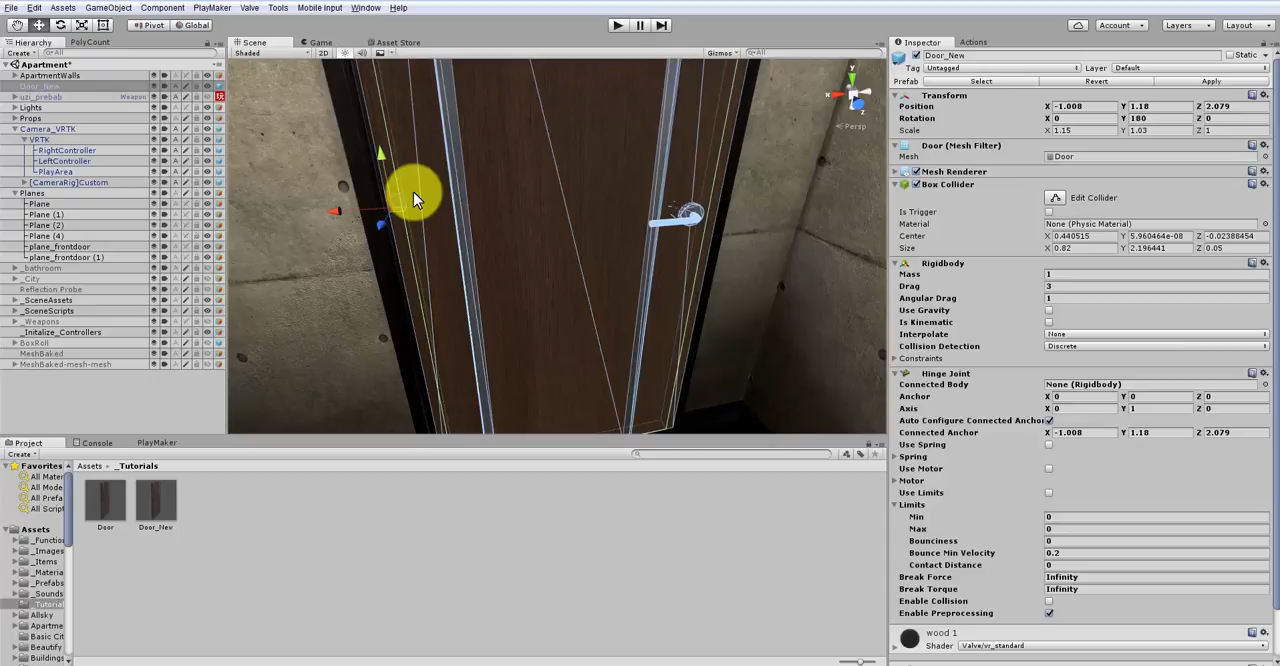 File Edit Assets GameObject Component PlayMaker Valve Tools Mobile Input Window Help
Pivot Global Account Layers Layout
Hierarchy PolyCount
Create All
Apartment*
ApartmentWalls
Door_New
uzi_prebab Weapon
Lights
Props
Camera_VRTK
VRTK
RightController
LeftController
PlayArea
[CameraRig]Custom
Planes
Plane
Plane (1)
Plane (2)
Plane (4)
plane_frontdoor
plane_frontdoor (1)
_bathroom
_City
Reflection Probe
_SceneAssets
_SceneScripts
_Weapons
_Initalize_Controllers
BoxRoll
MeshBaked
MeshBaked-mesh-mesh
Scene Game Asset Store
Shaded 2D Gizmos All
y
x
z
Persp
Project Console PlayMaker
Create
Favorites
All Mater
All Mode
All Prefa
All Script
Assets
_Functio
_Images
_Items
_Materia
_Prefabs
_Sounds
_Tutorial
Allsky
Apartme
Basic Cit
Beautify
Buildings
Assets _Tutorials
Door Door_New
Inspector Actions
Door_New Static
Tag Untagged Layer Default
Prefab Select Revert Apply
Transform
Position X -1.008 Y 1.18 Z 2.079
Rotation X 0 Y 180 Z 0
Scale X 1.15 Y 1.03 Z 1
Door (Mesh Filter)
Mesh Door
Mesh Renderer
Box Collider
Edit Collider
Is Trigger
Material None (Physic Material)
Center X 0.440515 Y 5.960464e-08 Z -0.02388454
Size X 0.82 Y 2.196441 Z 0.05
Rigidbody
Mass 1
Drag 3
Angular Drag 1
Use Gravity
Is Kinematic
Interpolate None
Collision Detection Discrete
Constraints
Hinge Joint
Connected Body None (Rigidbody)
Anchor X 0 Y 0 Z 0
Axis X 0 Y 1 Z 0
Auto Configure Connected Anchor
Connected Anchor X -1.008 Y 1.18 Z 2.079
Use Spring
Spring
Use Motor
Motor
Use Limits
Limits
Min 0
Max 0
Bounciness 0
Bounce Min Velocity 0.2
Contact Distance 0
Break Force Infinity
Break Torque Infinity
Enable Collision
Enable Preprocessing
wood 1
Shader Valve/vr_standard